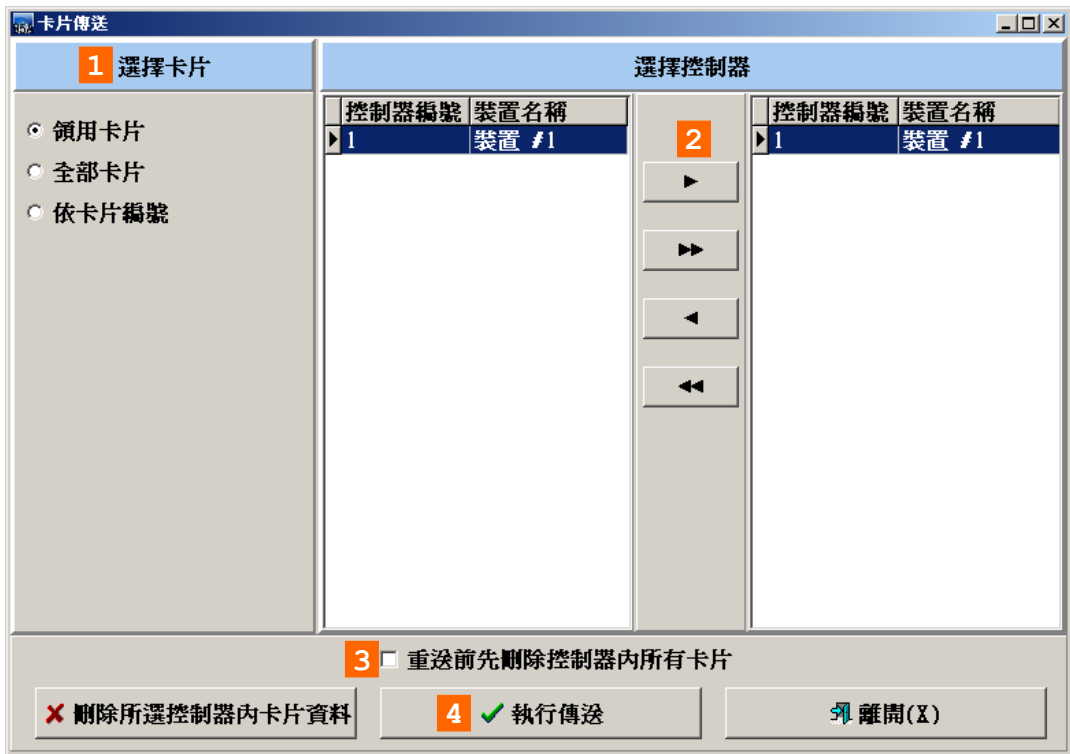 卡片傳送
1 選擇卡片
選擇控制器
領用卡片
全部卡片
依卡片編號
控制器編號 裝置名稱
1 裝置 #1
2
控制器編號 裝置名稱
1 裝置 #1
3 重送前先刪除控制器內所有卡片
刪除所選控制器內卡片資料
4 執行傳送
離開(X)